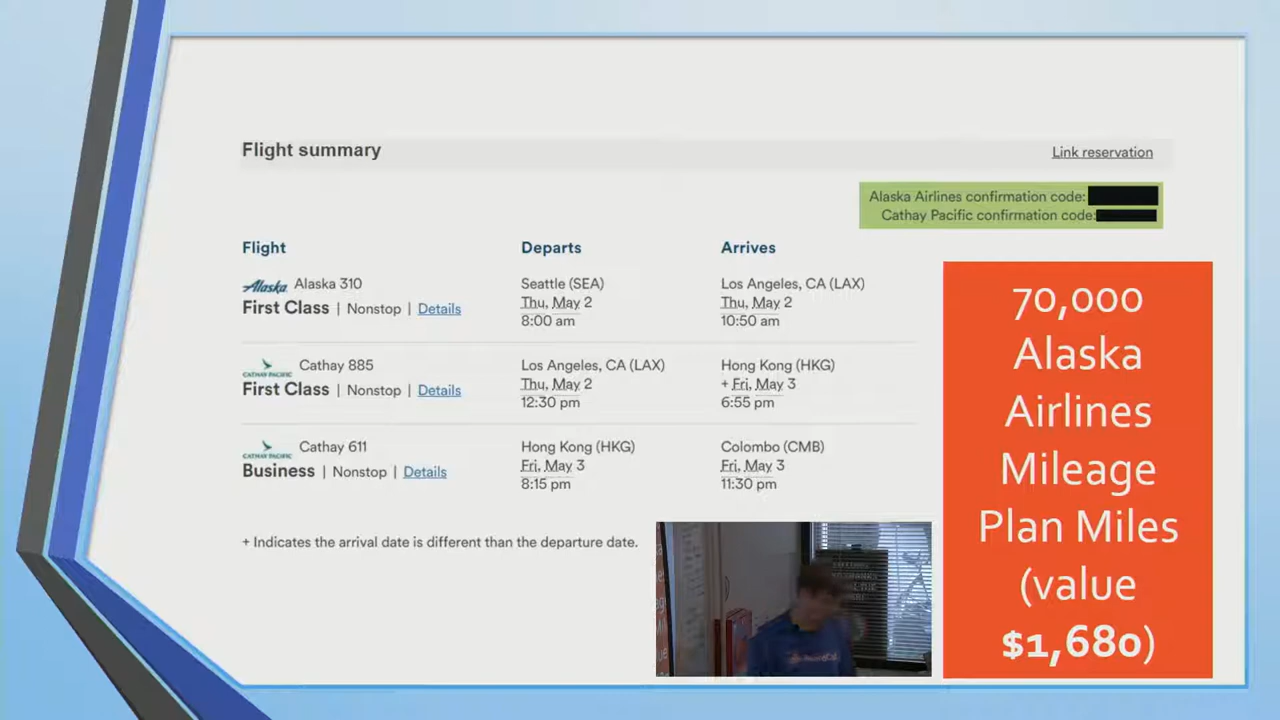 Flight summary
Link reservation
Alaska Airlines confirmation code:
Cathay Pacific confirmation code:
Flight Departs Arrives
Alaska Alaska 310 Seattle (SEA) Los Angeles, CA (LAX)
First Class | Nonstop | Details Thu, May 2 Thu, May 2
8:00 am 10:50 am
CATHAY PACIFIC Cathay 885 Los Angeles, CA (LAX) Hong Kong (HKG)
First Class | Nonstop | Details Thu, May 2 + Fri, May 3
12:30 pm 6:55 pm
CATHAY PACIFIC Cathay 611 Hong Kong (HKG) Colombo (CMB)
Business | Nonstop | Details Fri, May 3 Fri, May 3
8:15 pm 11:30 pm
+ Indicates the arrival date is different than the departure date.
70,000
Alaska
Airlines
Mileage
Plan Miles
(value
$1,680)